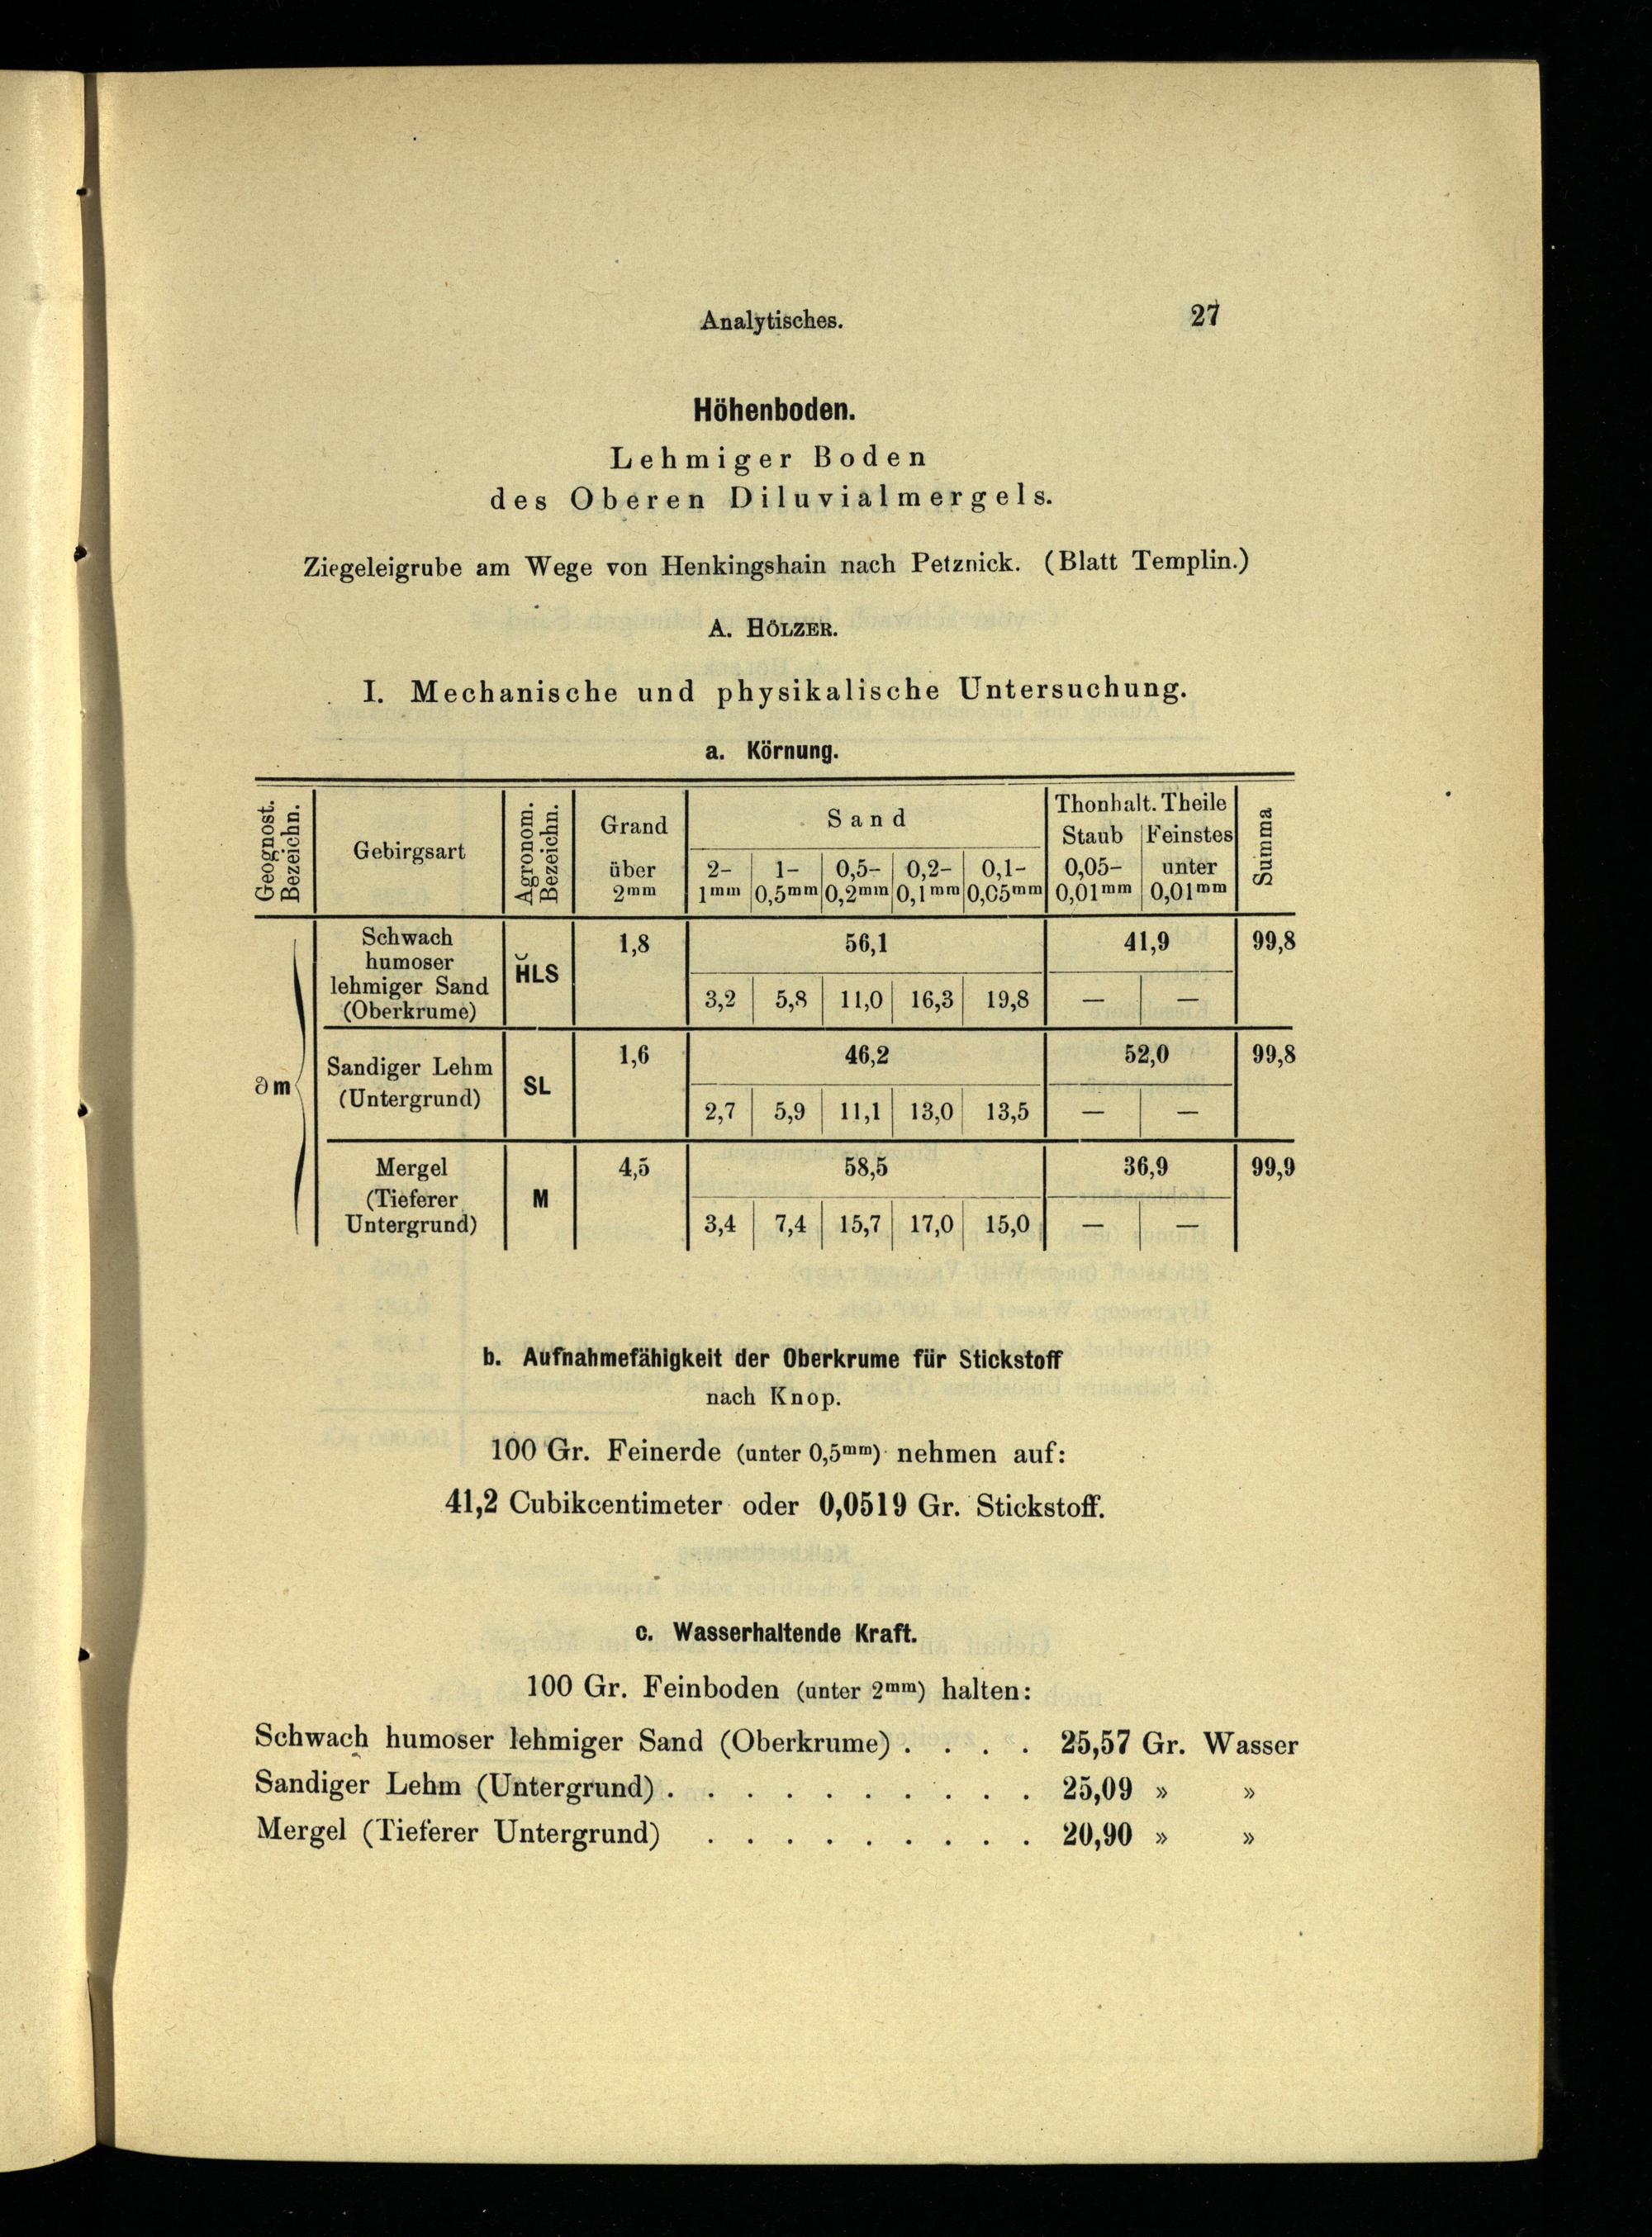 Analytisches. 27
Höhenboden.
Lehmiger Boden
des Oberen Diluvialmergels.
Ziegeleigrube am Wege von Henkingshain nach Petznick. (Blatt Templin.)
A. HÖLZER.
I. Mechanische und physikalische Untersuchung.
a. Körnung.
Geognost. Bezeichn. Gebirgsart Agronom. Bezeichn. Grand Sand Thonhalt. Theile Summa
Staub Feinstes
über 2- 1- 0,5- 0,2- 0,1- 0,05- unter
2mm 1mm 0,5mm 0,2mm 0,1mm 0,05mm 0,01mm 0,01mm
Schwach 1,8 56,1 41,9 99,8
humoser
lehmiger Sand H̆LS 3,2 5,8 11,0 16,3 19,8 — —
(Oberkrume)
1,6 46,2 52,0 99,8
Sandiger Lehm
∂m SL
(Untergrund) 2,7 5,9 11,1 13,0 13,5 — —
Mergel 4,5 58,5 36,9 99,9
(Tieferer M
Untergrund) 3,4 7,4 15,7 17,0 15,0 — —
b. Aufnahmefähigkeit der Oberkrume für Stickstoff
nach Knop.
100 Gr. Feinerde (unter 0,5mm) nehmen auf:
41,2 Cubikcentimeter oder 0,0519 Gr. Stickstoff.
c. Wasserhaltende Kraft.
100 Gr. Feinboden (unter 2mm) halten:
Schwach humoser lehmiger Sand (Oberkrume) . . . . 25,57 Gr. Wasser
Sandiger Lehm (Untergrund) . . . . . . . . . . 25,09 » »
Mergel (Tieferer Untergrund) . . . . . . . . . 20,90 » »